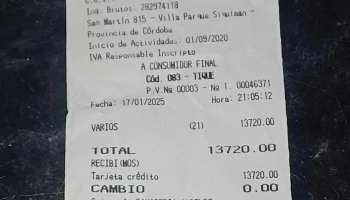 Ing. Brutos: 282974118
San Martín 815 - Villa Parque Siquiman -
Provincia de Córdoba
Inicio de Actividades: 01/09/2020
IVA Responsable Inscripto
A CONSUMIDOR FINAL
Cód. 083 - TIQUE
P.V.Nº 00003 - No 1. 00046371
Fecha: 17/01/2025 Hora: 21:05:12
VARIOS (21) 13720.00
TOTAL 13720.00
RECIBI(MOS)
Tarjeta crédito 13720.00
CAMBIO 0.00